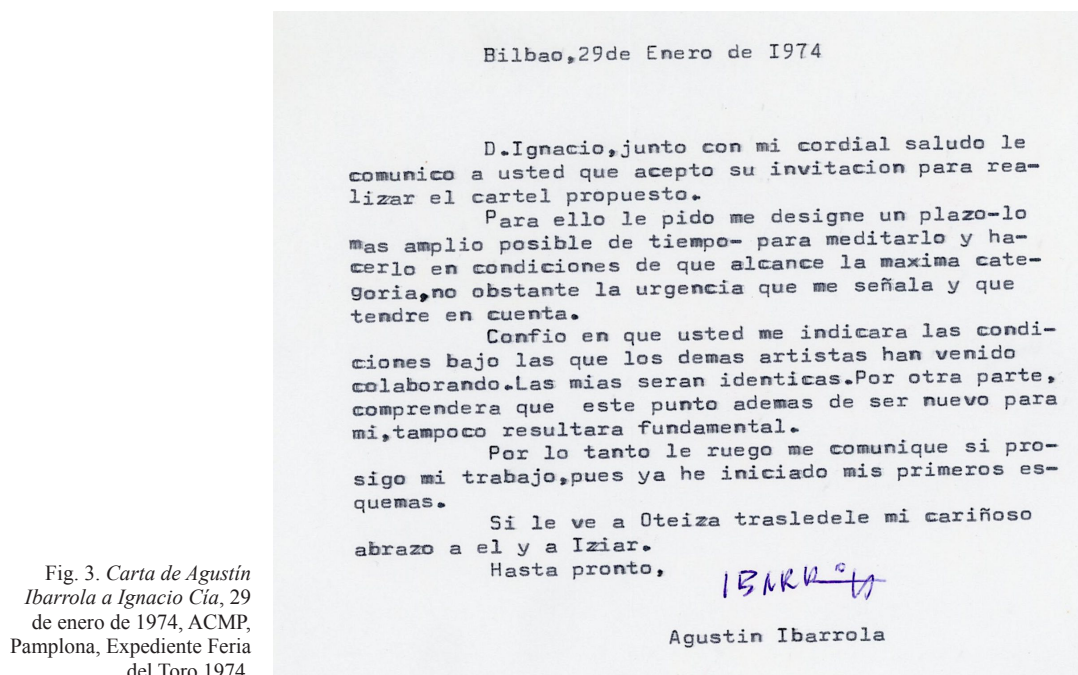 Bilbao,29de Enero de I974
D.Ignacio,junto con mi cordial saludo le
comunico a usted que acepto su invitacion para rea-
lizar el cartel propuesto.
Para ello le pido me designe un plazo-lo
mas amplio posible de tiempo- para meditarlo y ha-
cerlo en condiciones de que alcance la maxima cate-
goria,no obstante la urgencia que me señala y que
tendre en cuenta.
Confio en que usted me indicara las condi-
ciones bajo las que los demas artistas han venido
colaborando.Las mias seran identicas.Por otra parte,
comprendera que  este punto ademas de ser nuevo para
mi,tampoco resultara fundamental.
Por lo tanto le ruego me comunique si pro-
sigo mi trabajo,pues ya he iniciado mis primeros es-
quemas.
Si le ve a Oteiza trasledele mi cariñoso
abrazo a el y a Iziar.
Hasta pronto,
Agustin Ibarrola
Fig. 3. Carta de Agustín
Ibarrola a Ignacio Cía, 29
de enero de 1974, ACMP,
Pamplona, Expediente Feria
del Toro 1974.